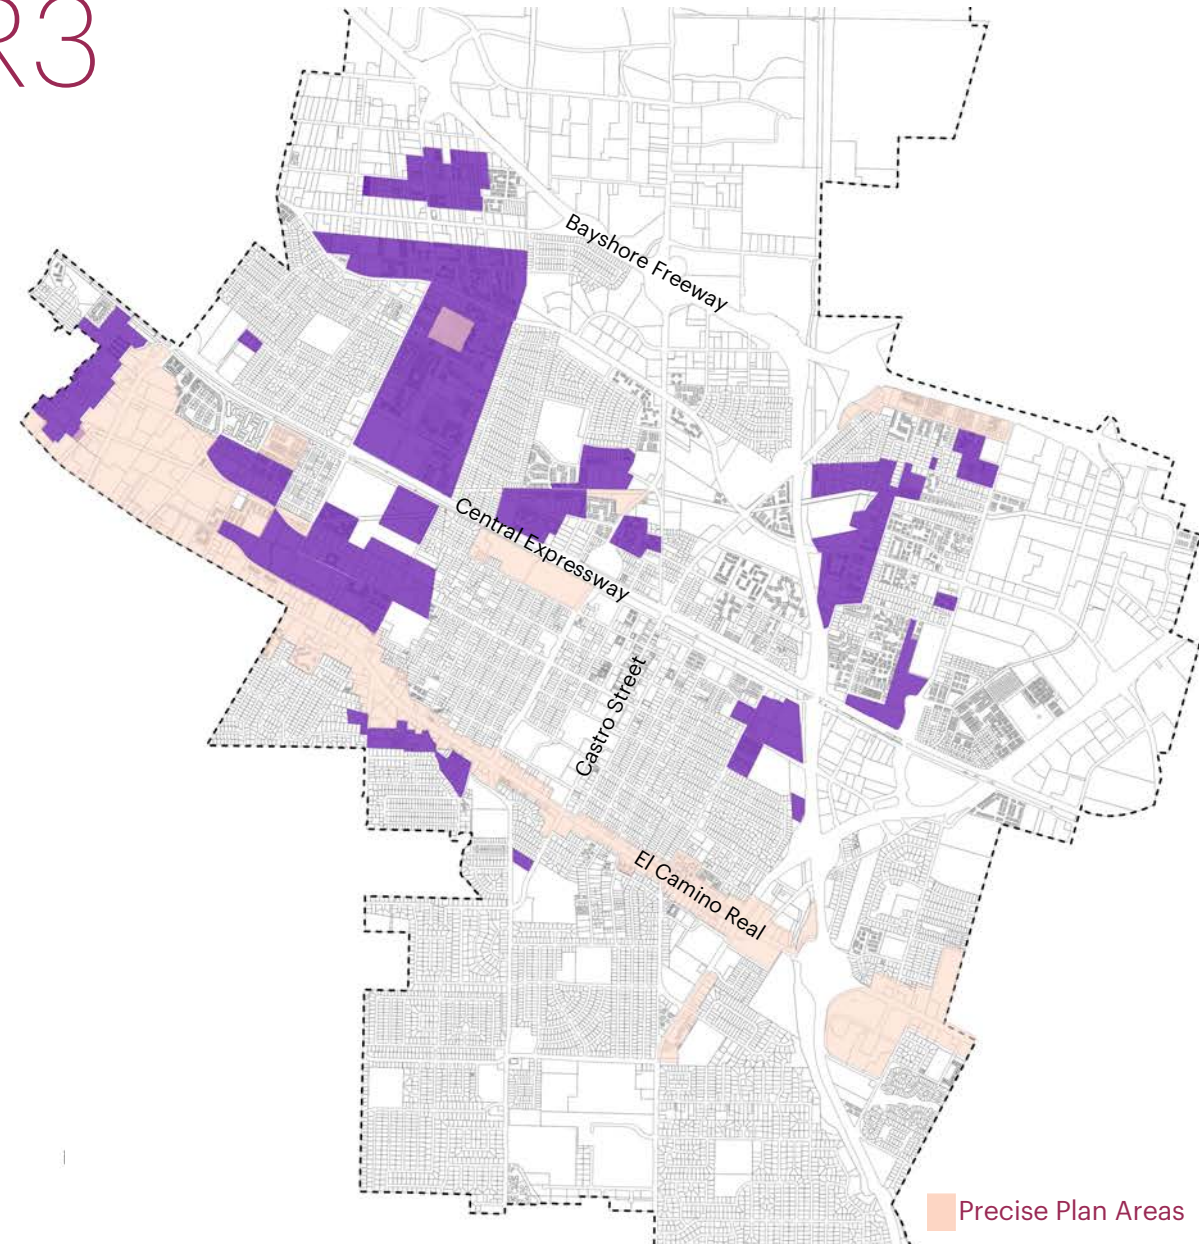 R3
Bayshore Freeway
Central Expressway
Castro Street
El Camino Real
Precise Plan Areas